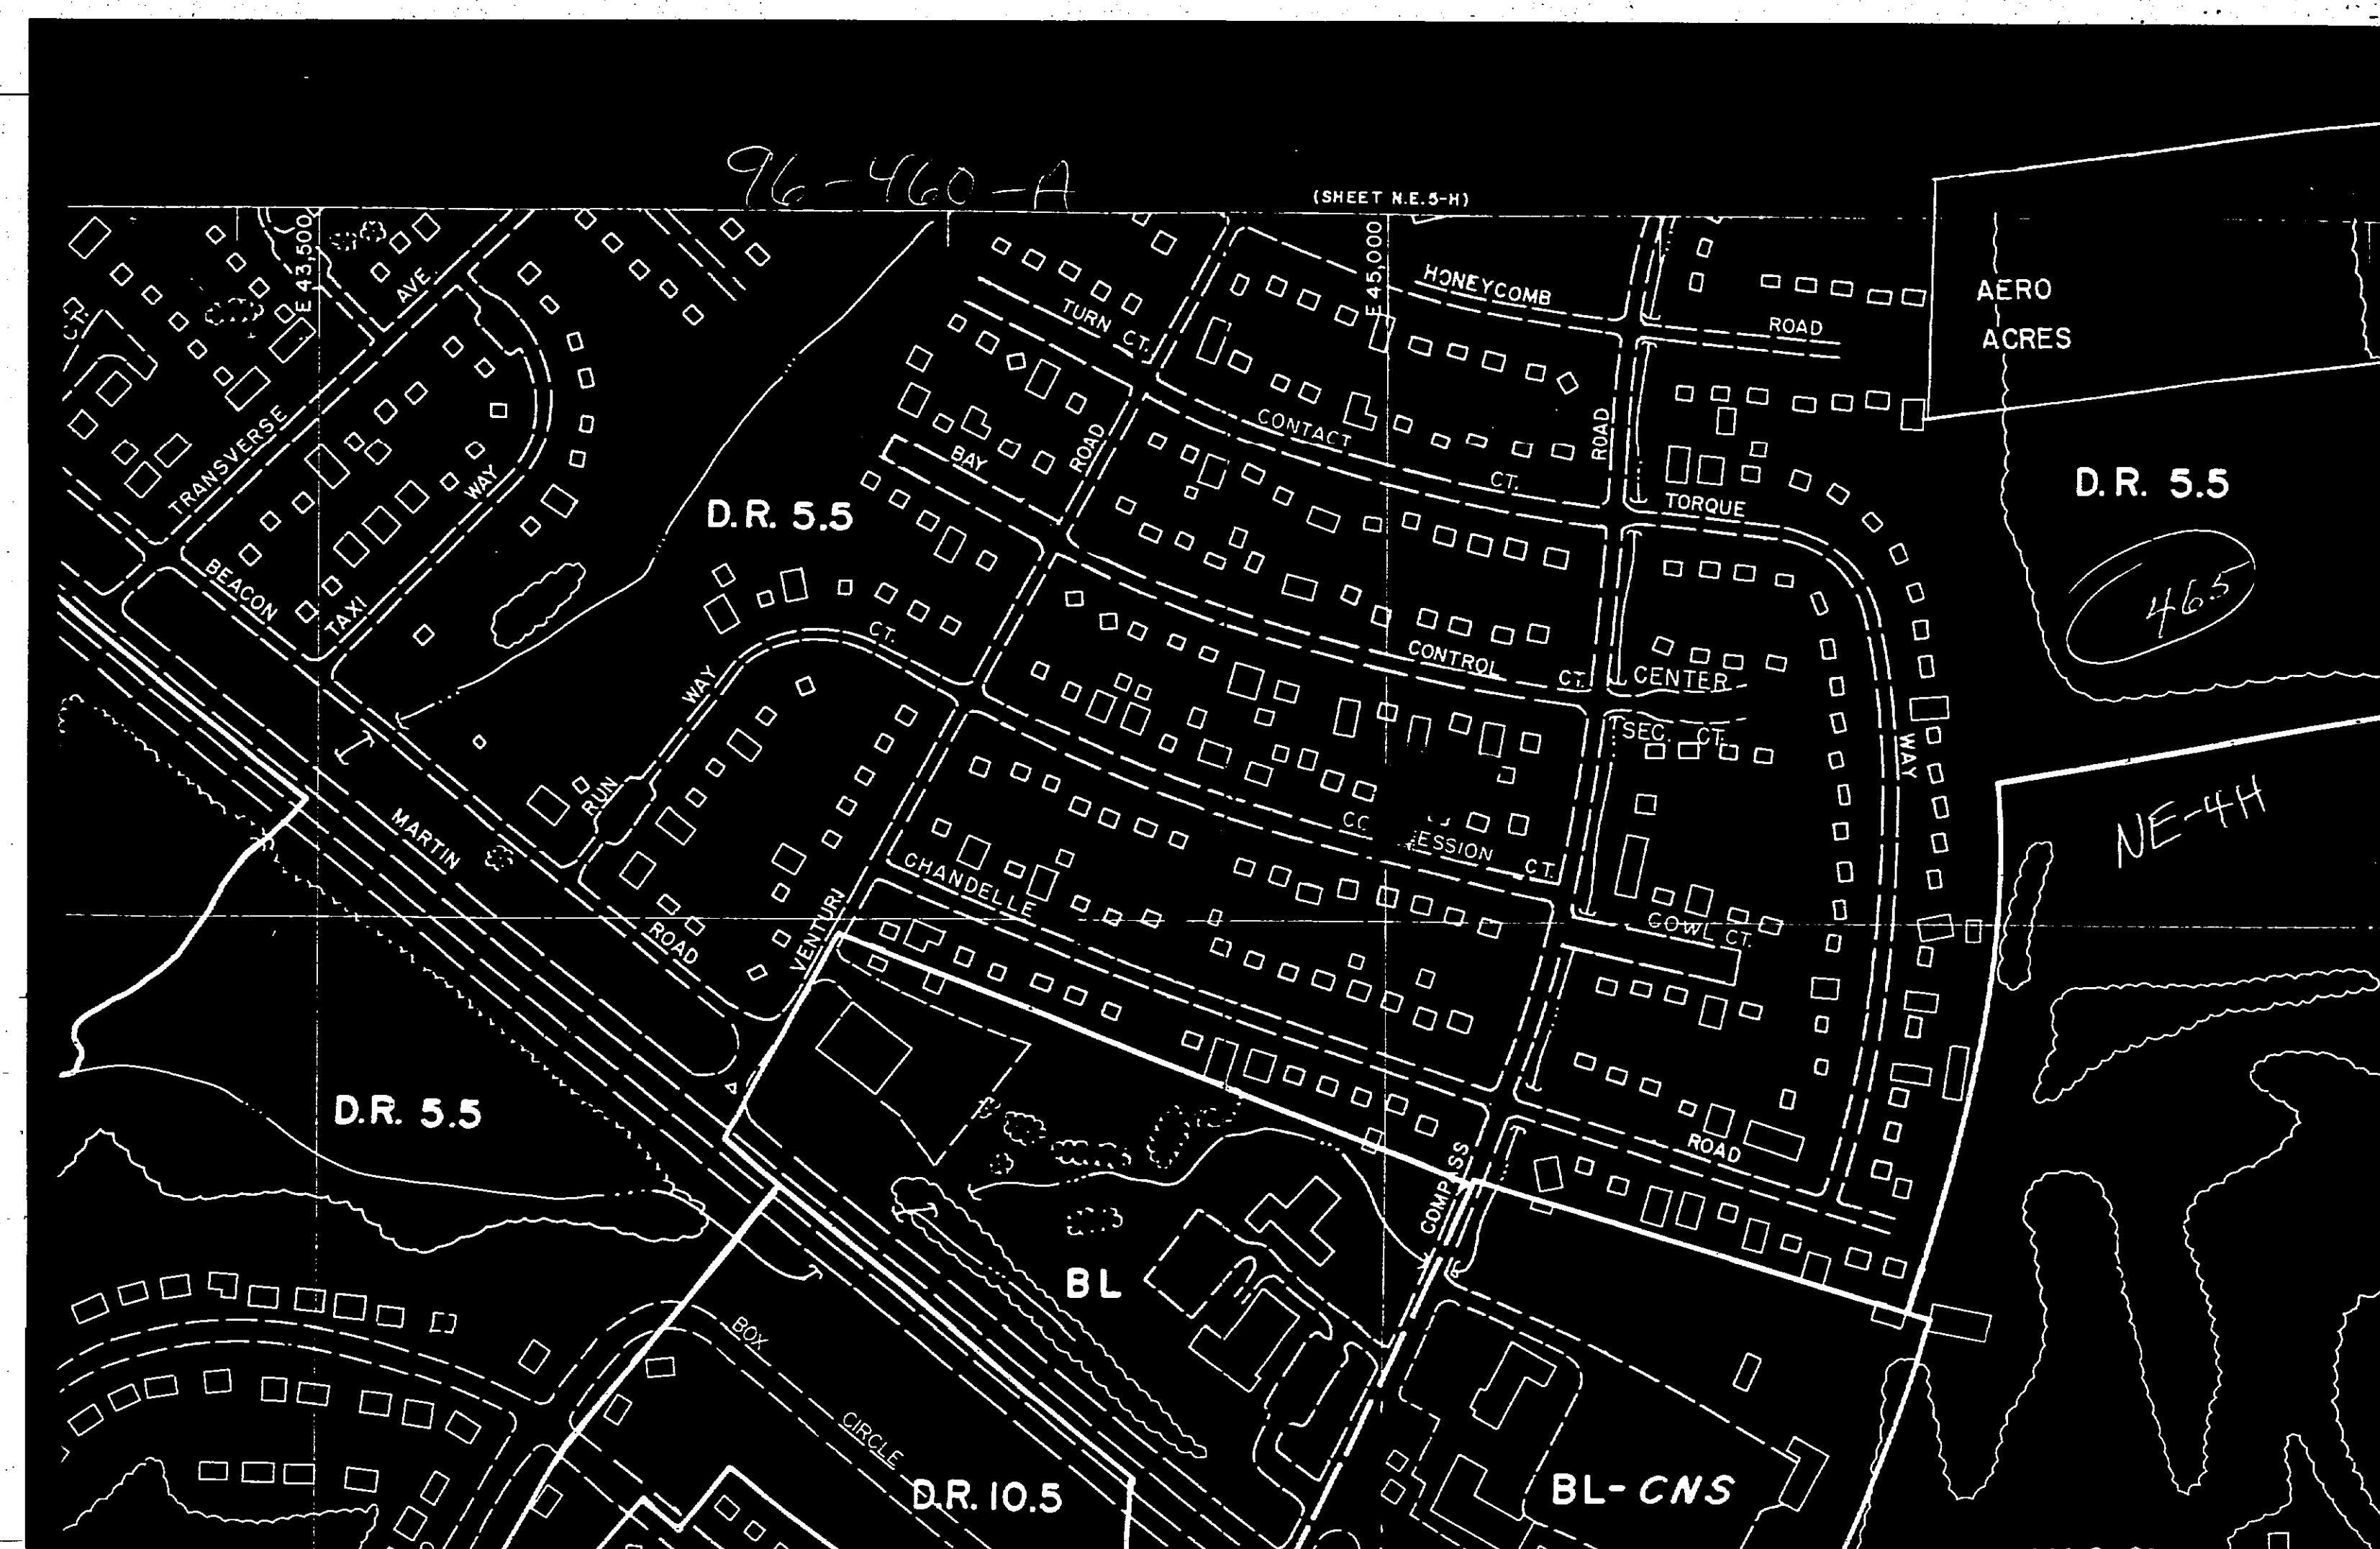 96-460-A
(SHEET N.E. 5-H)
E 43,500
E 45,000
AVE.
HONEYCOMB
ROAD
AERO
ACRES
TURN CT.
CT.
TRANSVERSE
CONTACT
CT.
ROAD
ROAD
BAY
WAY
D.R. 5.5
D.R. 5.5
TORQUE
465
BEACON
TAXI
CT.
CONTROL
CT.
CENTER
WAY
SEC. CT.
WAY
RUN
MARTIN
NE-4H
CO
ESSION
CT.
CHANDELLE
VENTURI
ROAD
COWL CT.
D.R. 5.5
ROAD
COMPASS
BL
BOX
CIRCLE
D.R. 10.5
BL-CNS